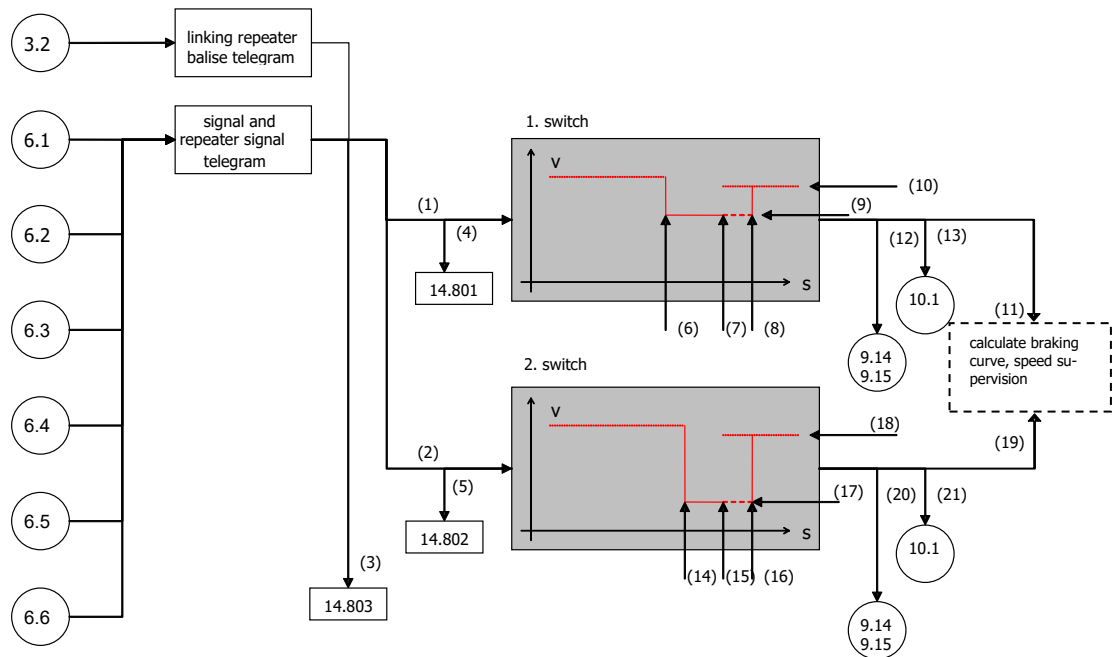 3.2
linking repeater
balise telegram
6.1
signal and
repeater signal
telegram
6.2
6.3
6.4
6.5
6.6
(1)
(4)
14.801
(2)
(5)
14.802
(3)
14.803
1. switch
V
S
(6)
(7)
(8)
(9)
(10)
(12)
(13)
10.1
9.14
9.15
(11)
calculate braking
curve, speed su-
pervision
2. switch
V
S
(14)
(15)
(16)
(17)
(18)
(19)
(20)
(21)
10.1
9.14
9.15